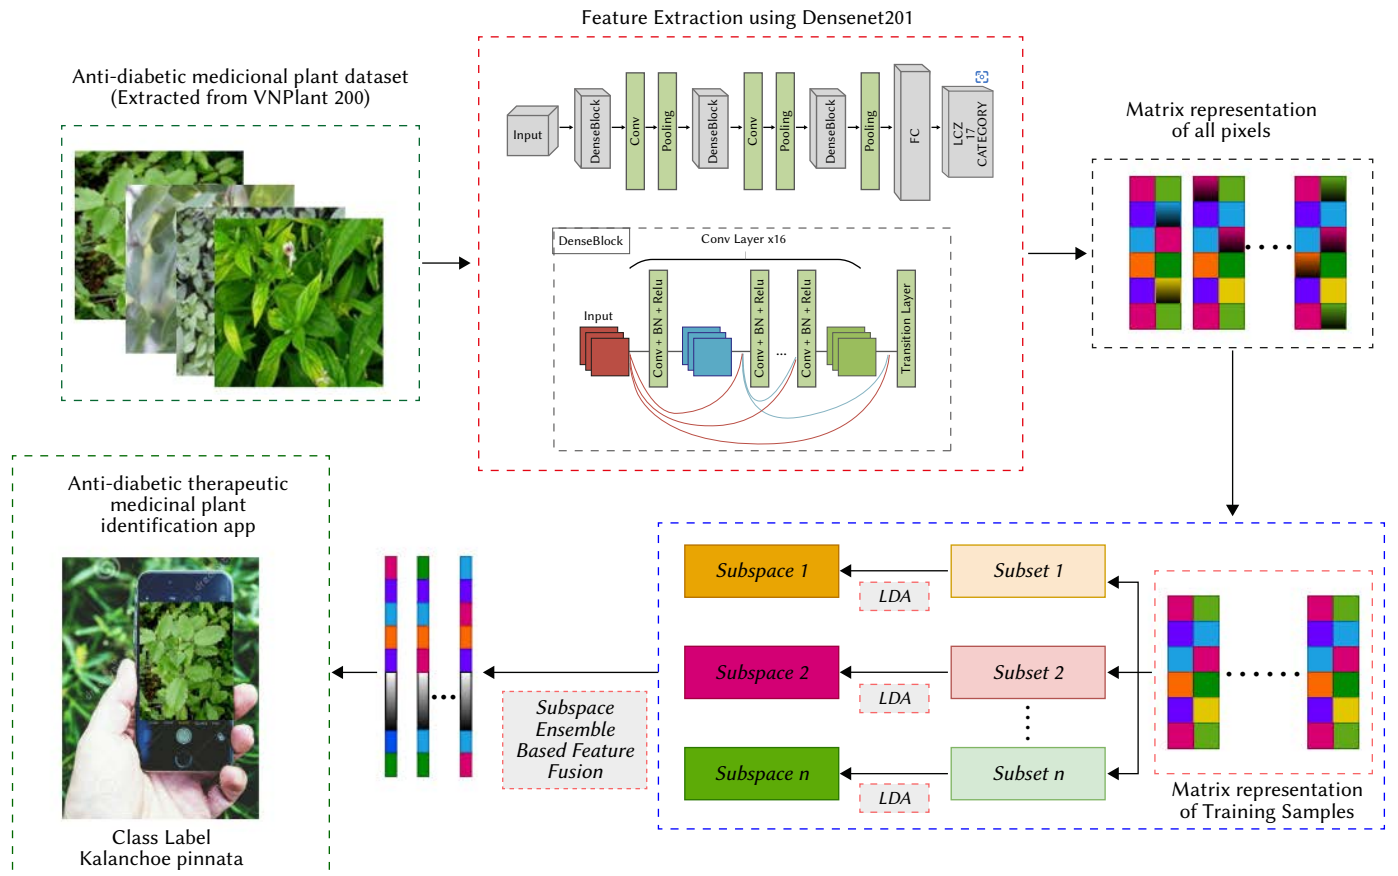 Feature Extraction using Densenet201
Anti-diabetic medicional plant dataset
(Extracted from VNPlant 200)
Input
DenseBlock
Conv
Pooling
DenseBlock
Conv
Pooling
DenseBlock
Pooling
FC
LCZ
17
CATEGORY
Matrix representation
of all pixels
DenseBlock
Conv Layer x16
Input
Conv + BN + Relu
Conv + BN + Relu
...
Conv + BN + Relu
Transition Layer
Anti-diabetic therapeutic
medicinal plant
identification app
Class Label
Kalanchoe pinnata
Subspace
Ensemble
Based Feature
Fusion
Subspace 1
LDA
Subset 1
Subspace 2
LDA
Subset 2
Subspace n
LDA
Subset n
Matrix representation
of Training Samples